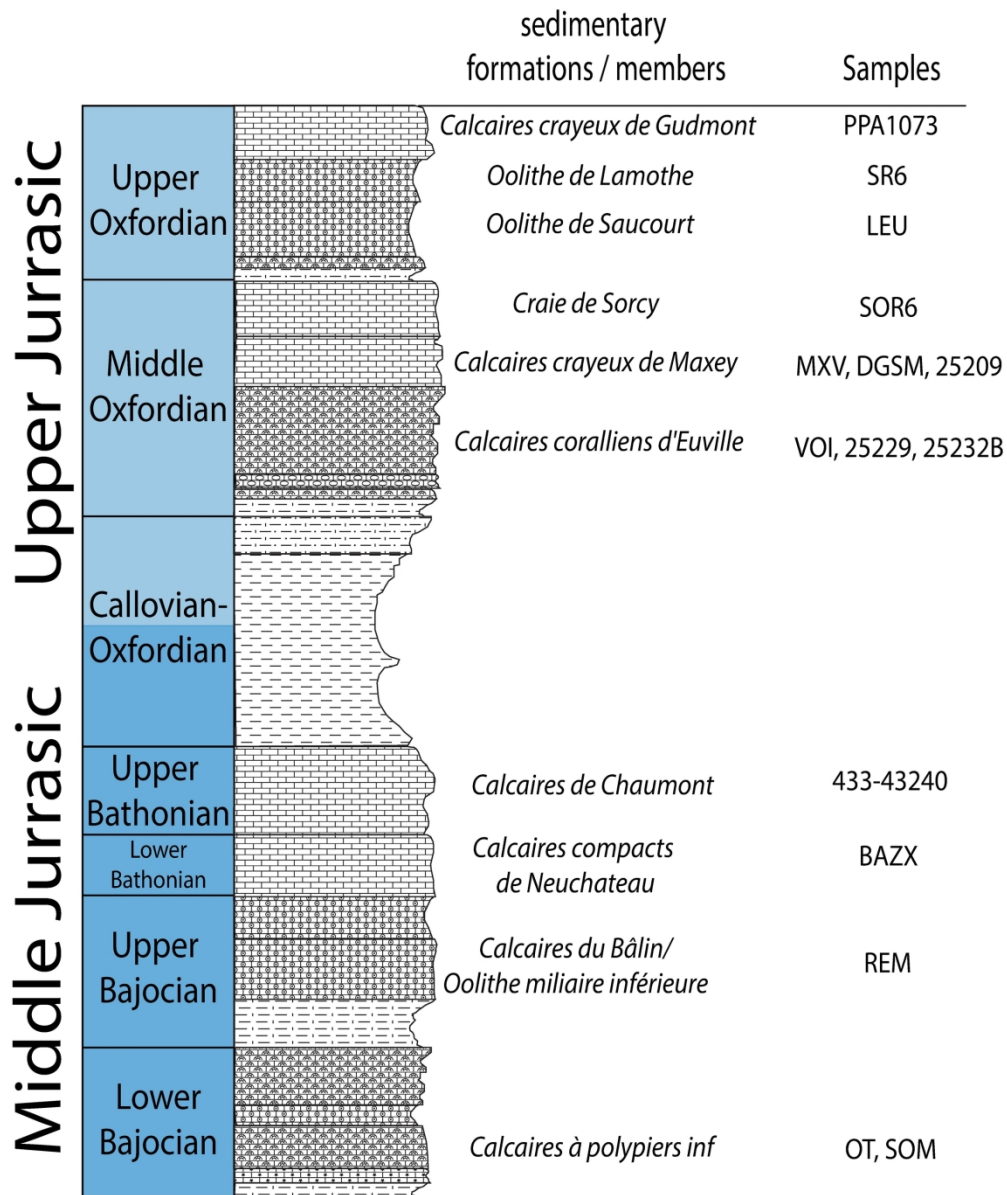 sedimentary
formations / members Samples
Upper Jurrasic
Middle Jurrasic
Upper
Oxfordian
Calcaires crayeux de Gudmont PPA1073
Oolithe de Lamothe SR6
Oolithe de Saucourt LEU
Middle
Oxfordian
Craie de Sorcy SOR6
Calcaires crayeux de Maxey MXV, DGSM, 25209
Calcaires coralliens d'Euville VOI, 25229, 25232B
Callovian-
Oxfordian
Upper
Bathonian
Calcaires de Chaumont 433-43240
Lower
Bathonian
Calcaires compacts
de Neuchateau
BAZX
Upper
Bajocian
Calcaires du Bâlin/
Oolithe miliaire inférieure
REM
Lower
Bajocian
Calcaires à polypiers inf OT, SOM